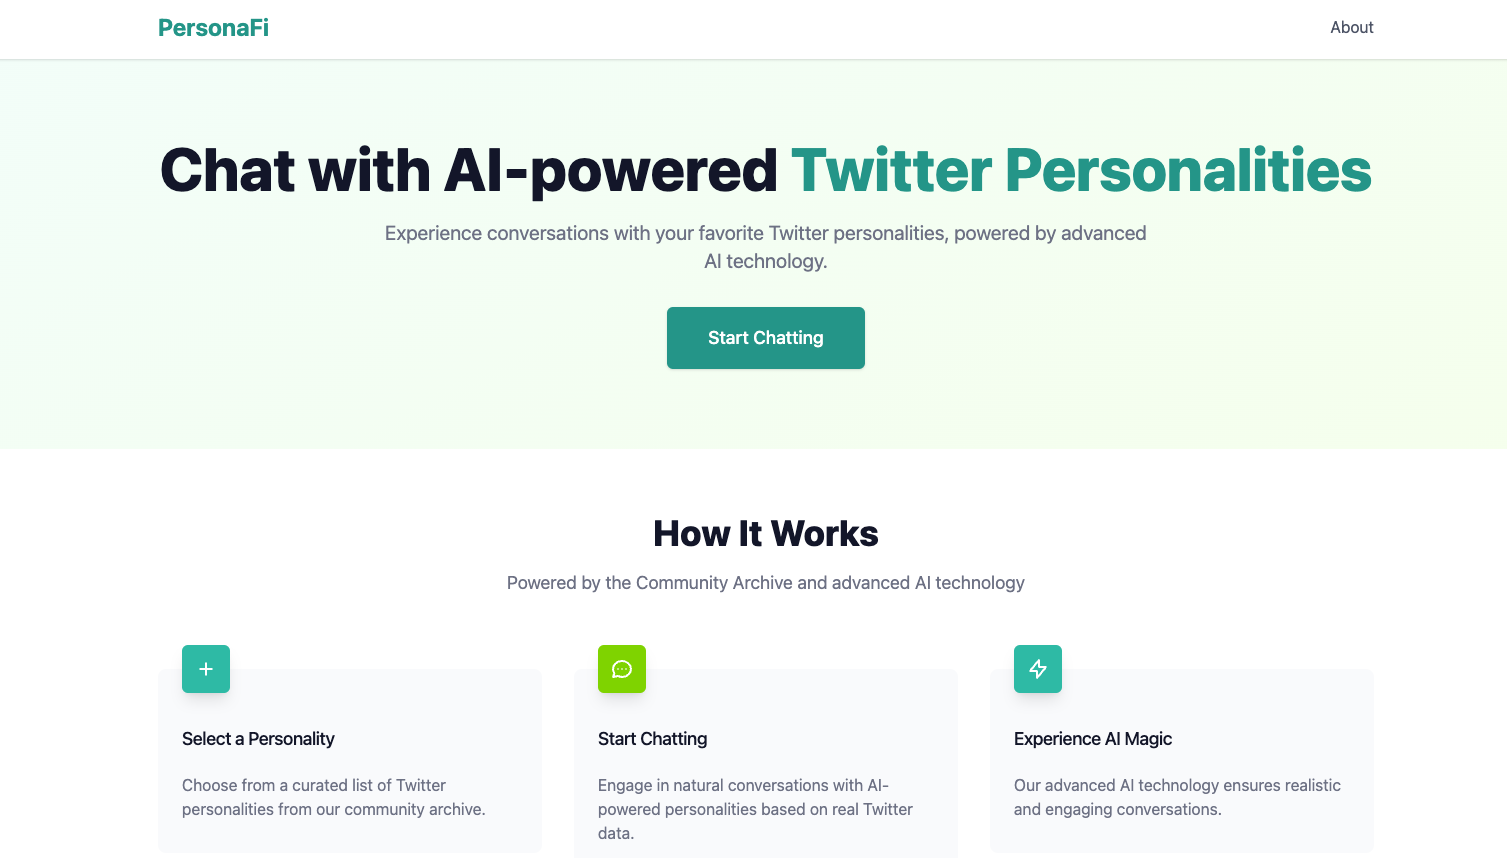 PersonaFi
About
Chat with AI-powered Twitter Personalities
Experience conversations with your favorite Twitter personalities, powered by advanced
AI technology.
Start Chatting
How It Works
Powered by the Community Archive and advanced AI technology
Select a Personality
Choose from a curated list of Twitter
personalities from our community archive.
Start Chatting
Engage in natural conversations with AI-
powered personalities based on real Twitter
data.
Experience AI Magic
Our advanced AI technology ensures realistic
and engaging conversations.